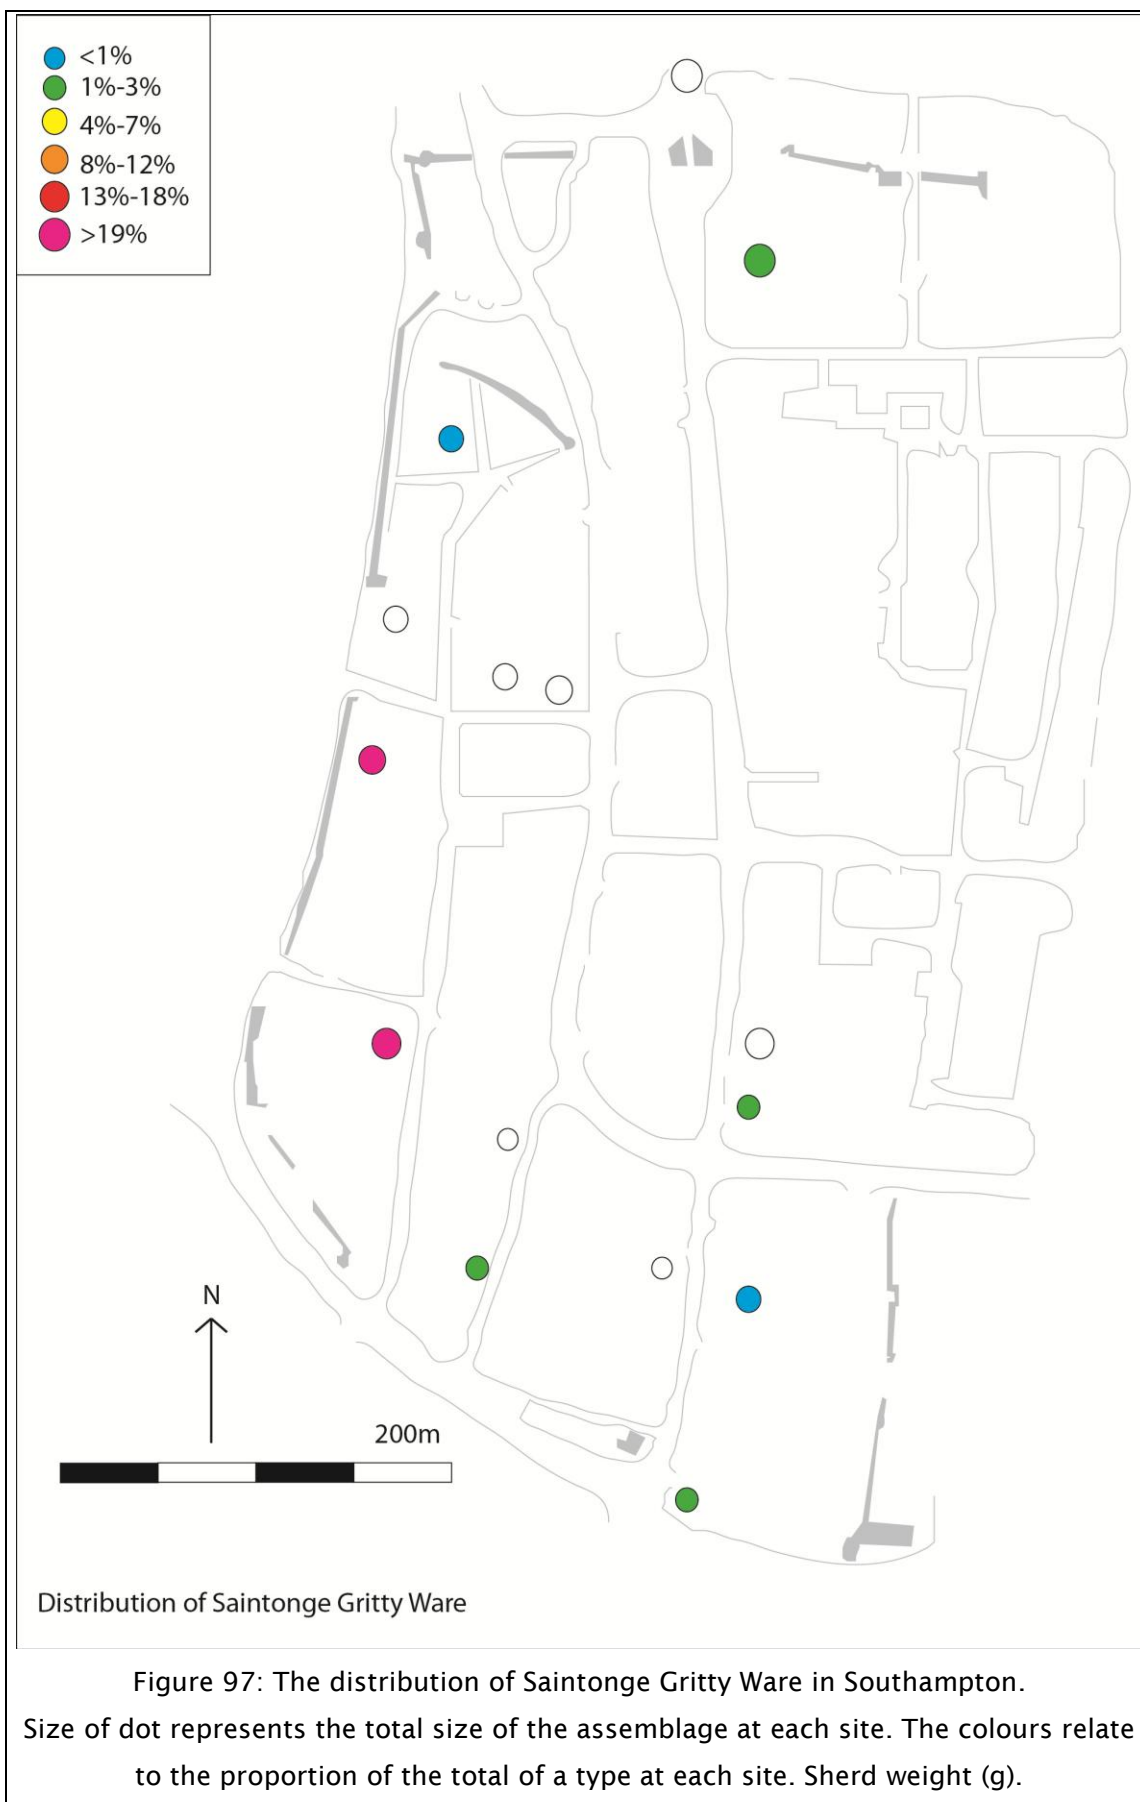 <1%
1%-3%
4%-7%
8%-12%
13%-18%
>19%
N
200m
Distribution of Saintonge Gritty Ware
Figure 97: The distribution of Saintonge Gritty Ware in Southampton.
Size of dot represents the total size of the assemblage at each site. The colours relate
to the proportion of the total of a type at each site. Sherd weight (g).